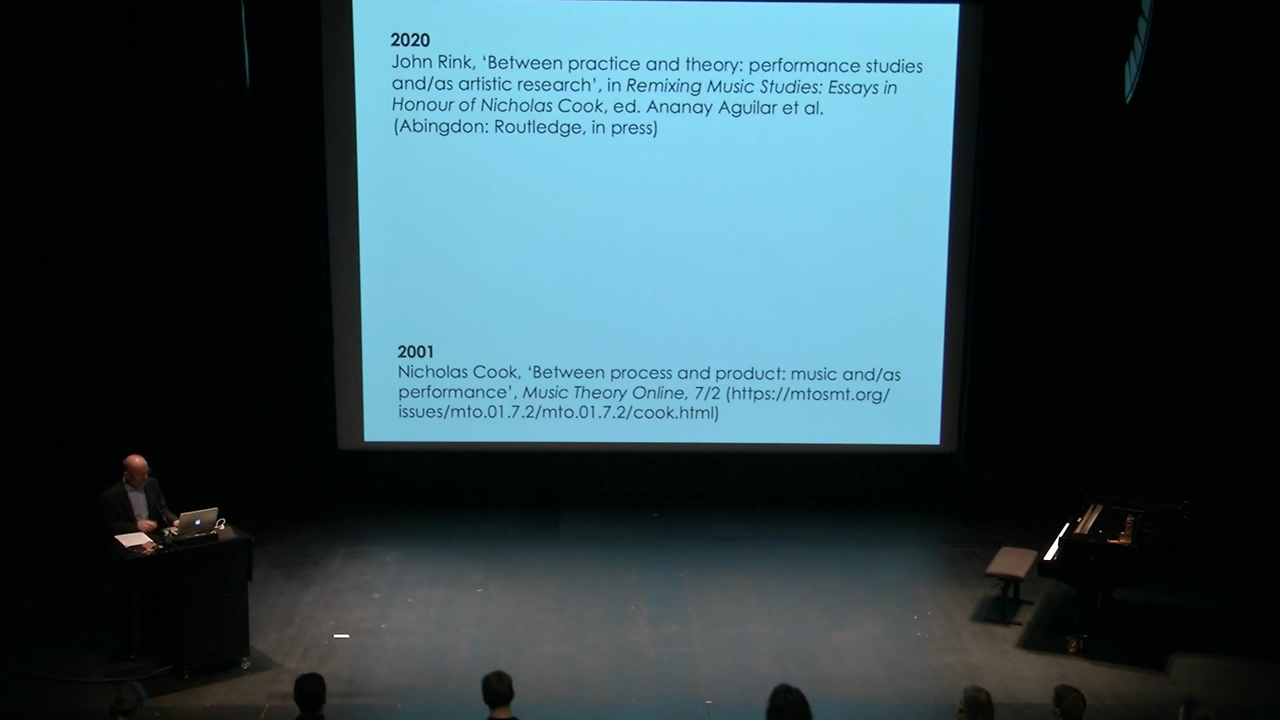 2020
John Rink, ‘Between practice and theory: performance studies
and/as artistic research’, in Remixing Music Studies: Essays in
Honour of Nicholas Cook, ed. Ananay Aguilar et al.
(Abingdon: Routledge, in press)
2001
Nicholas Cook, ‘Between process and product: music and/as
performance’, Music Theory Online, 7/2 (https://mtosmt.org/
issues/mto.01.7.2/mto.01.7.2/cook.html)